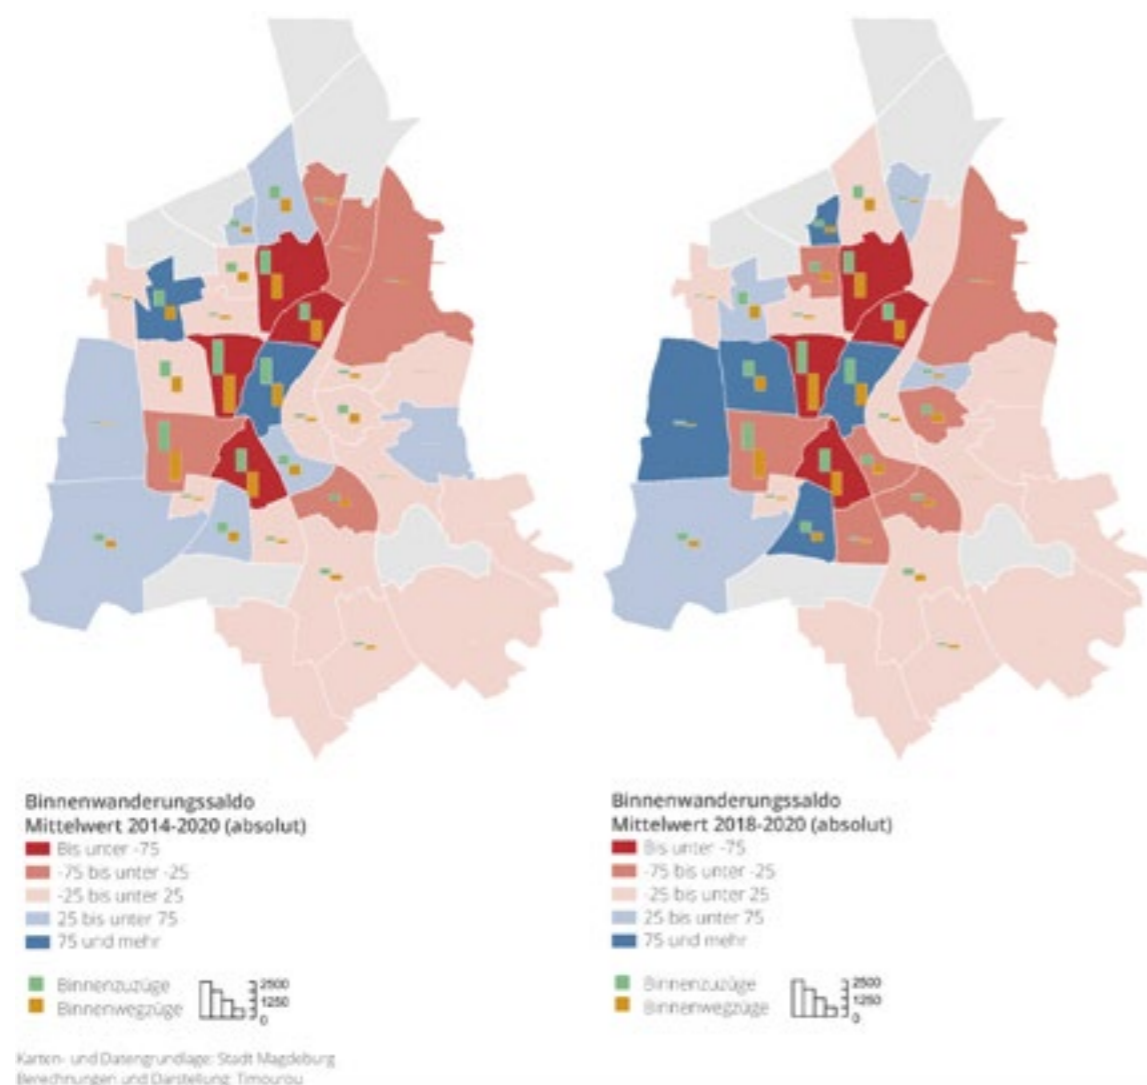 Binnenwanderungssaldo
Mittelwert 2014-2020 (absolut)
Bis unter -75
-75 bis unter -25
-25 bis unter 25
25 bis unter 75
75 und mehr
Binnenzuzüge
Binnenwegzüge
2500
1250
0
Karten- und Datengrundlage: Stadt Magdeburg
Berechnungen und Darstellung: Timourou
Binnenwanderungssaldo
Mittelwert 2018-2020 (absolut)
Bis unter -75
-75 bis unter -25
-25 bis unter 25
25 bis unter 75
75 und mehr
Binnenzuzüge
Binnenwegzüge
2500
1250
0